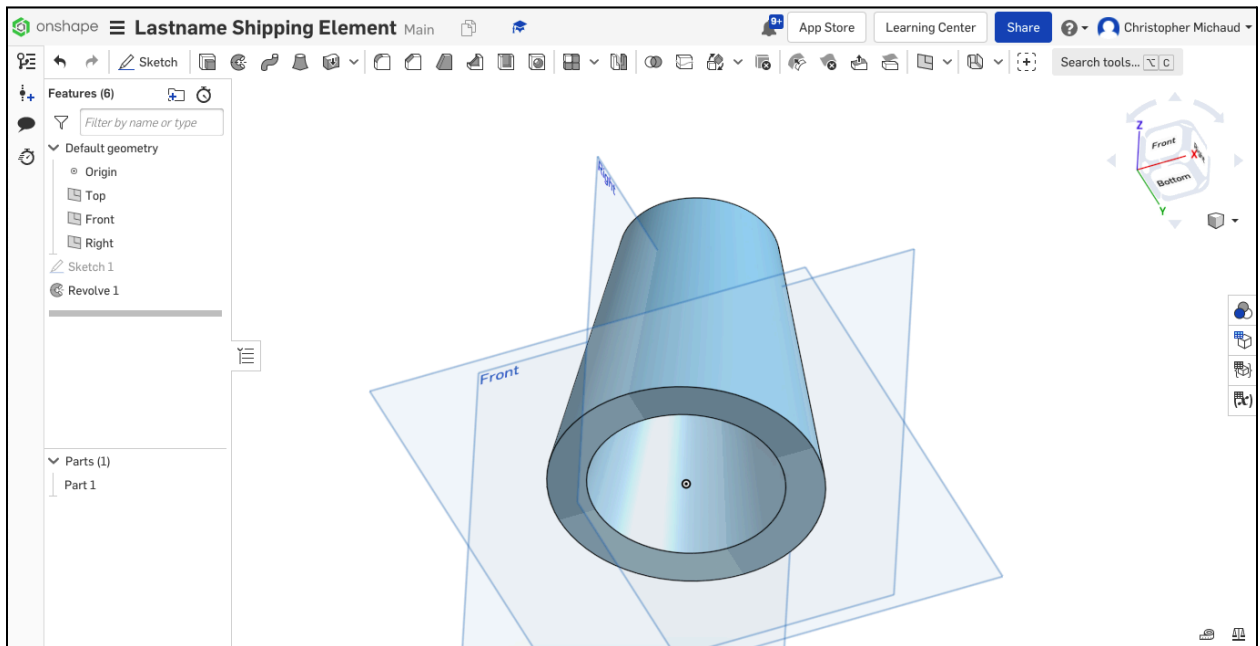 onshape Lastname Shipping Element Main 9+ App Store Learning Center Share ? Christopher Michaud
Sketch Search tools... ⌥ C
Features (6)
Filter by name or type
Default geometry
Origin
Top
Front
Right
Sketch 1
Revolve 1
Parts (1)
Part 1
Right
Front
Z
Front
X
Bottom
Y
(x)